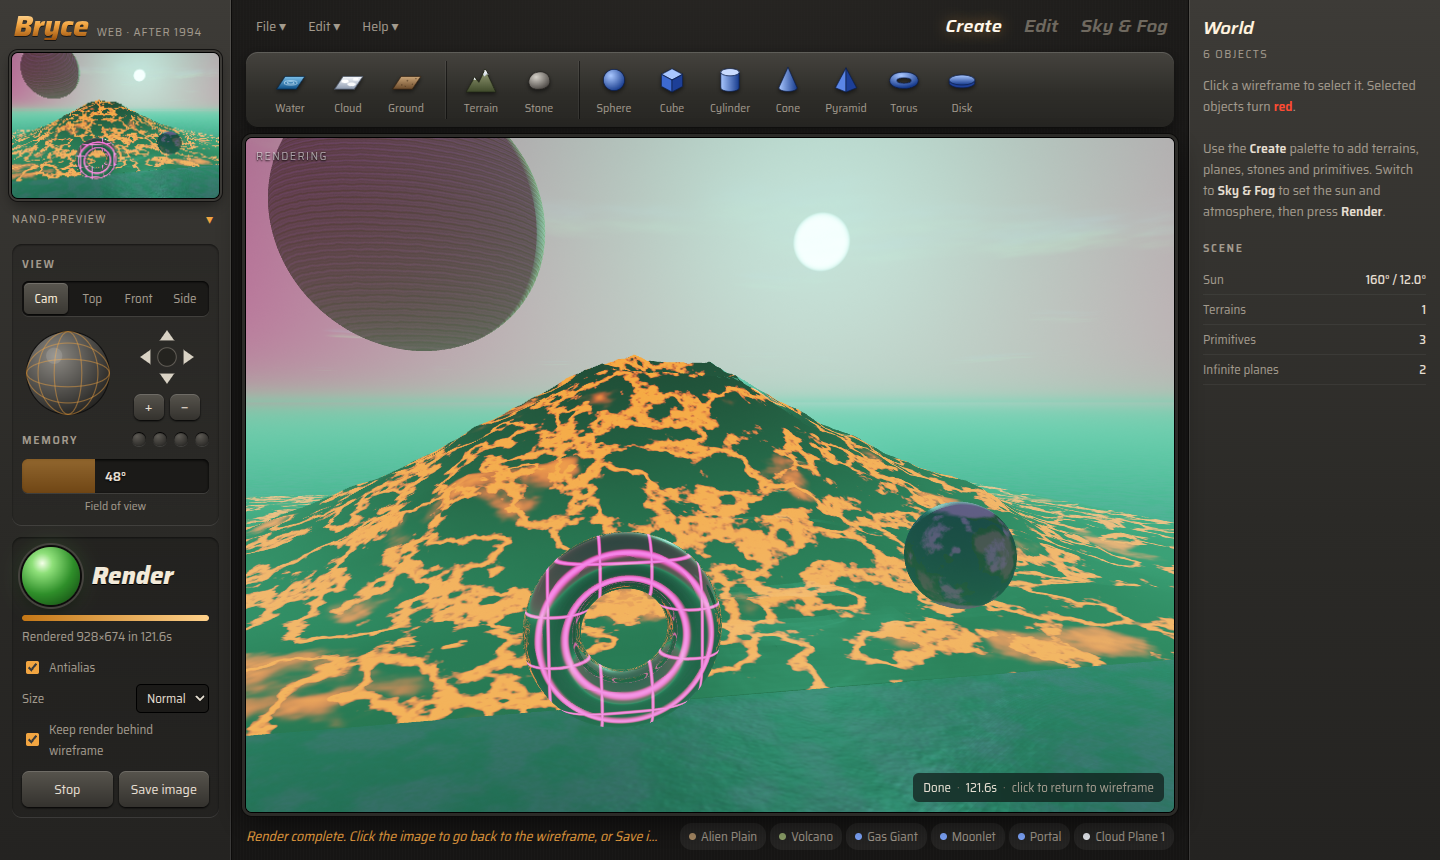 Bryce WEB · AFTER 1994
File ▾ Edit ▾ Help ▾
Create Edit Sky & Fog
Water Cloud Ground Terrain Stone Sphere Cube Cylinder Cone Pyramid Torus Disk
NANO-PREVIEW ▼
VIEW
Cam Top Front Side
+ −
MEMORY
48°
Field of view
Render
Rendered 928×674 in 121.6s
Antialias
Size Normal
Keep render behind
wireframe
Stop Save image
RENDERING
Done · 121.6s · click to return to wireframe
Render complete. Click the image to go back to the wireframe, or Save i...
Alien Plain Volcano Gas Giant Moonlet Portal Cloud Plane 1
World
6 OBJECTS
Click a wireframe to select it. Selected
objects turn red.
Use the Create palette to add terrains,
planes, stones and primitives. Switch
to Sky & Fog to set the sun and
atmosphere, then press Render.
SCENE
Sun 160° / 12.0°
Terrains 1
Primitives 3
Infinite planes 2